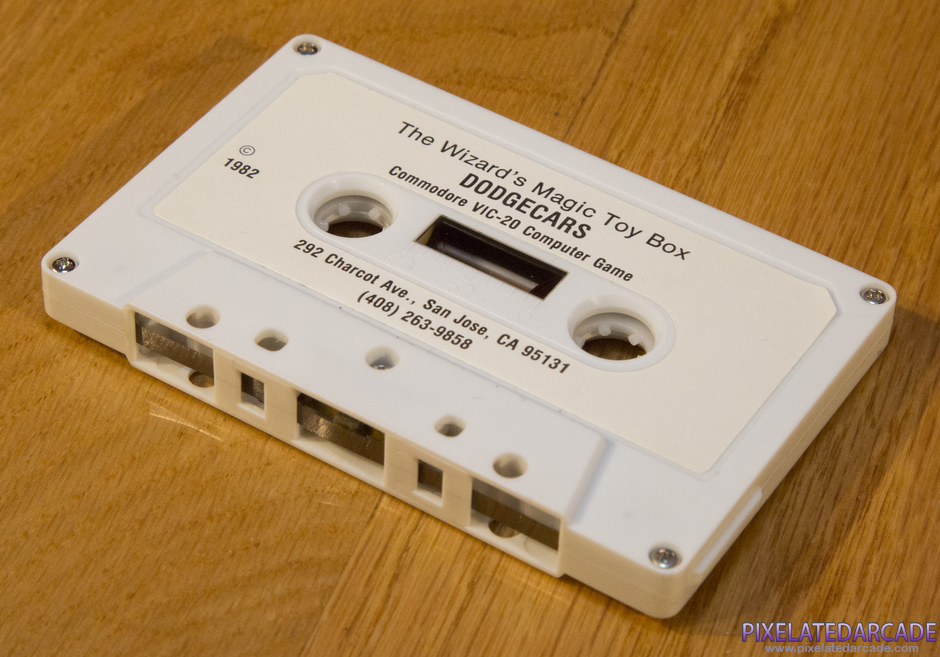 The Wizard's Magic Toy Box
DODGECARS
Commodore VIC-20 Computer Game
©
1982
292 Charcot Ave., San Jose, CA 95131
(408) 263-9858
PIXELATEDARCADE
www.pixelatedarcade.com